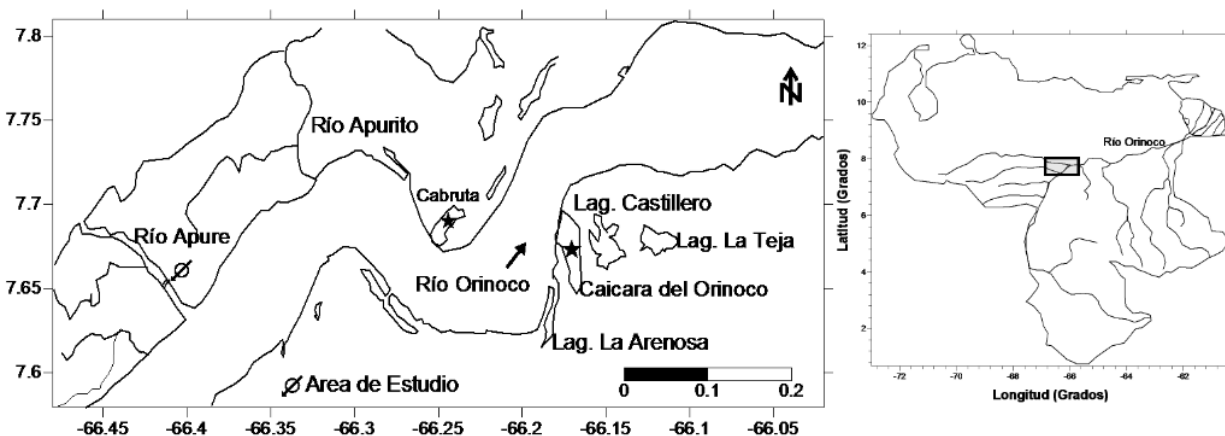 7.8
7.75
7.7
7.65
7.6
-66.45
-66.4
-66.35
-66.3
-66.25
-66.2
-66.15
-66.1
-66.05
N
Río Apurito
Cabruta
Río Apure
Río Orinoco
Lag. Castillero
Lag. La Teja
Caicara del Orinoco
Lag. La Arenosa
Area de Estudio
0
0.1
0.2
12
10
8
6
4
2
-72
-70
-68
-66
-64
-62
Río Orinoco
Latitud (Grados)
Longitud (Grados)